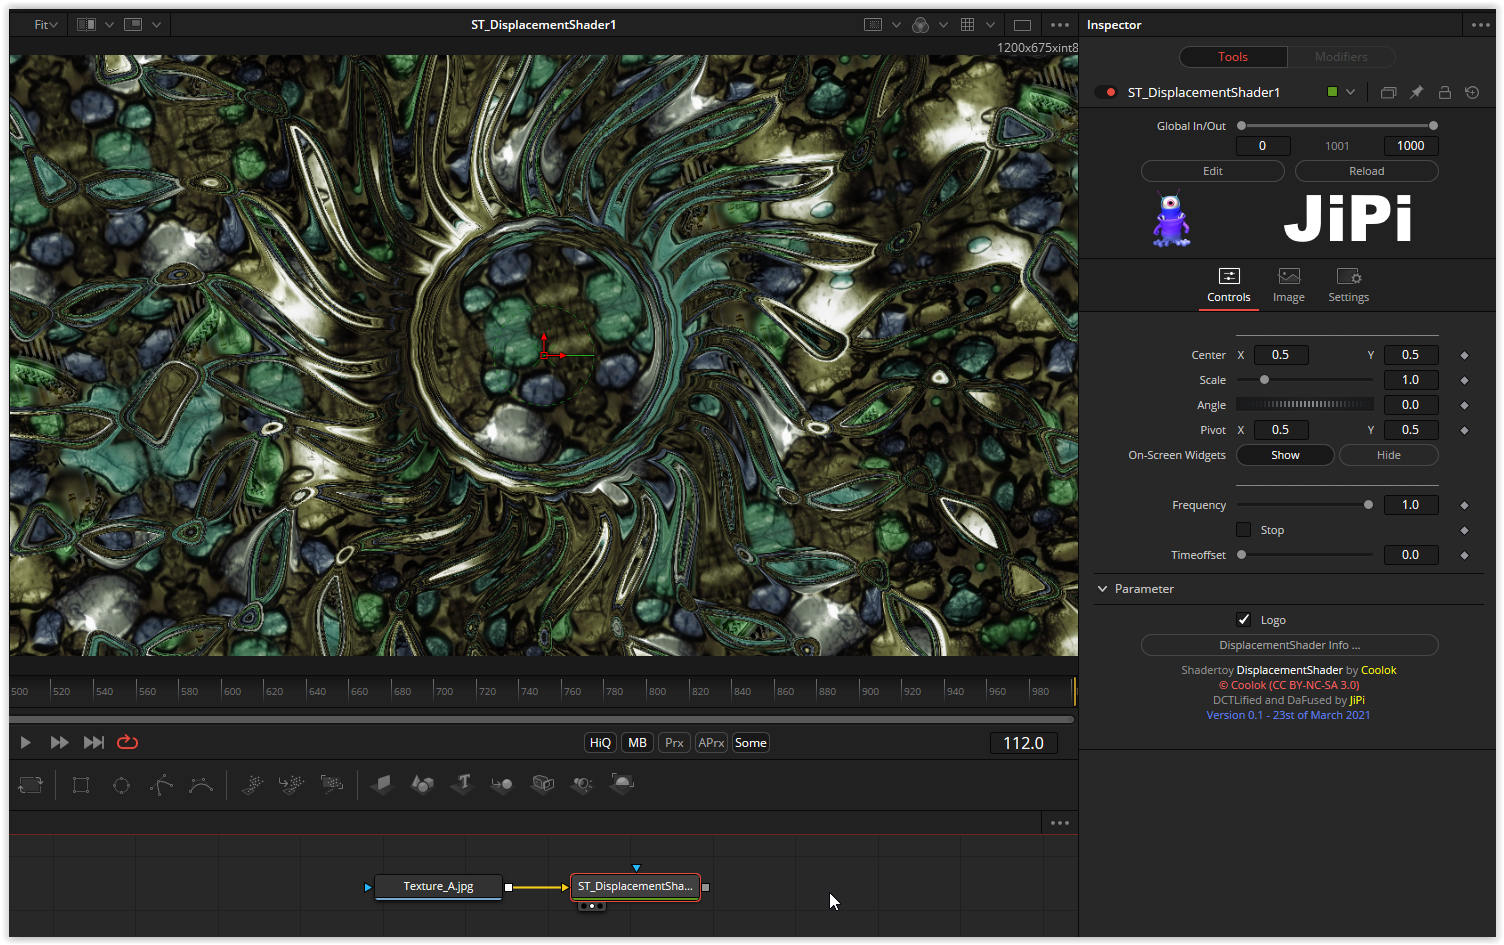 Fit
ST_DisplacementShader1
Inspector
1200x675xint8
Tools
Modifiers
ST_DisplacementShader1
Global In/Out
0
1001
1000
Edit
Reload
JiPi
Controls
Image
Settings
Center X 0.5 Y 0.5
Scale 1.0
Angle 0.0
Pivot X 0.5 Y 0.5
On-Screen Widgets Show Hide
Frequency 1.0
Stop
Timeoffset 0.0
Parameter
Logo
DisplacementShader Info ...
Shadertoy DisplacementShader by Coolok
© Coolok (CC BY-NC-SA 3.0)
DCTLified and DaFused by JiPi
Version 0.1 - 23st of March 2021
500 520 540 560 580 600 620 640 660 680 700 720 740 760 780 800 820 840 860 880 900 920 940 960 980
HiQ MB Prx APrx Some
112.0
T
Texture_A.jpg
ST_DisplacementSha...